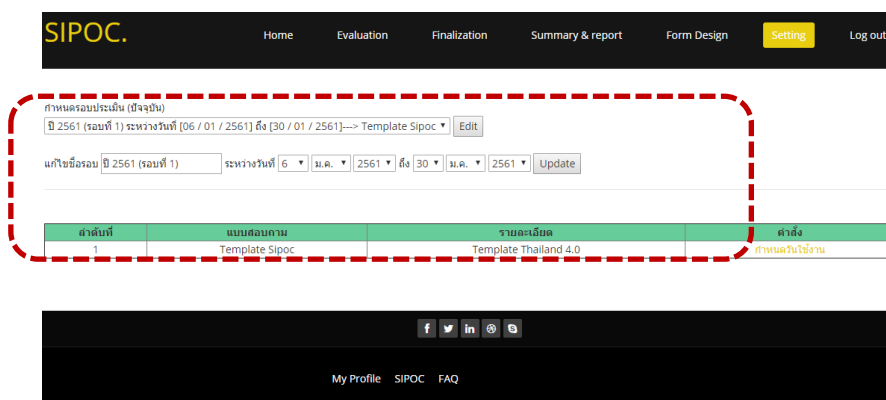 SIPOC.
Home Evaluation Finalization Summary & report Form Design Setting Log out
กำหนดรอบประเมิน (ปัจจุบัน)
ปี 2561 (รอบที่ 1) ระหว่างวันที่ [06 / 01 / 2561] ถึง [30 / 01 / 2561]---> Template Sipoc Edit
แก้ไขชื่อรอบ ปี 2561 (รอบที่ 1) ระหว่างวันที่ 6 ม.ค. 2561 ถึง 30 ม.ค. 2561 Update
ลำดับที่ แบบสอบถาม รายละเอียด คำสั่ง
1 Template Sipoc Template Thailand 4.0 กำหนดวันใช้งาน
My Profile SIPOC FAQ